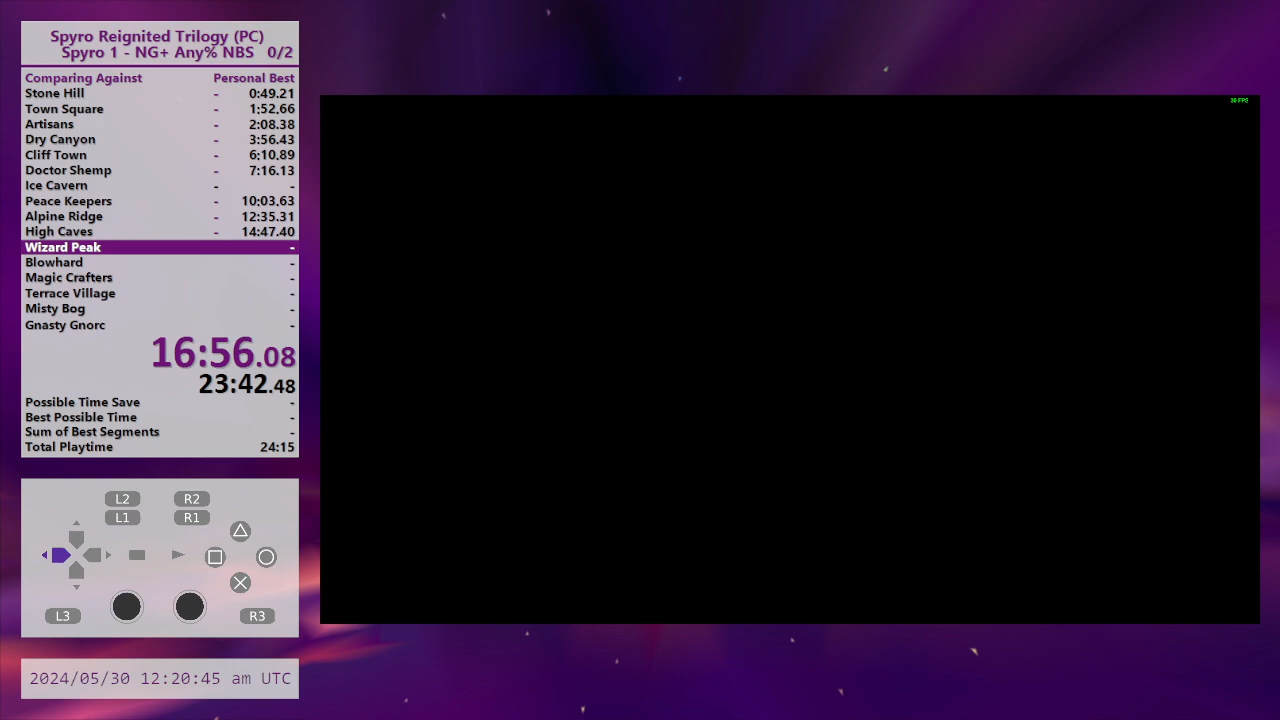 Spyro Reignited Trilogy (PC)
Spyro 1 - NG+ Any% NBS 0/2
Comparing Against Personal Best
Stone Hill - 0:49.21
Town Square - 1:52.66
Artisans - 2:08.38
Dry Canyon - 3:56.43
Cliff Town - 6:10.89
Doctor Shemp - 7:16.13
Ice Cavern - -
Peace Keepers - 10:03.63
Alpine Ridge - 12:35.31
High Caves - 14:47.40
Wizard Peak -
Blowhard -
Magic Crafters -
Terrace Village -
Misty Bog -
Gnasty Gnorc -
16:56.08
23:42.48
Possible Time Save -
Best Possible Time -
Sum of Best Segments -
Total Playtime 24:15
L2 R2
L1 R1
L3 R3
2024/05/30 12:20:45 am UTC
30 FPS